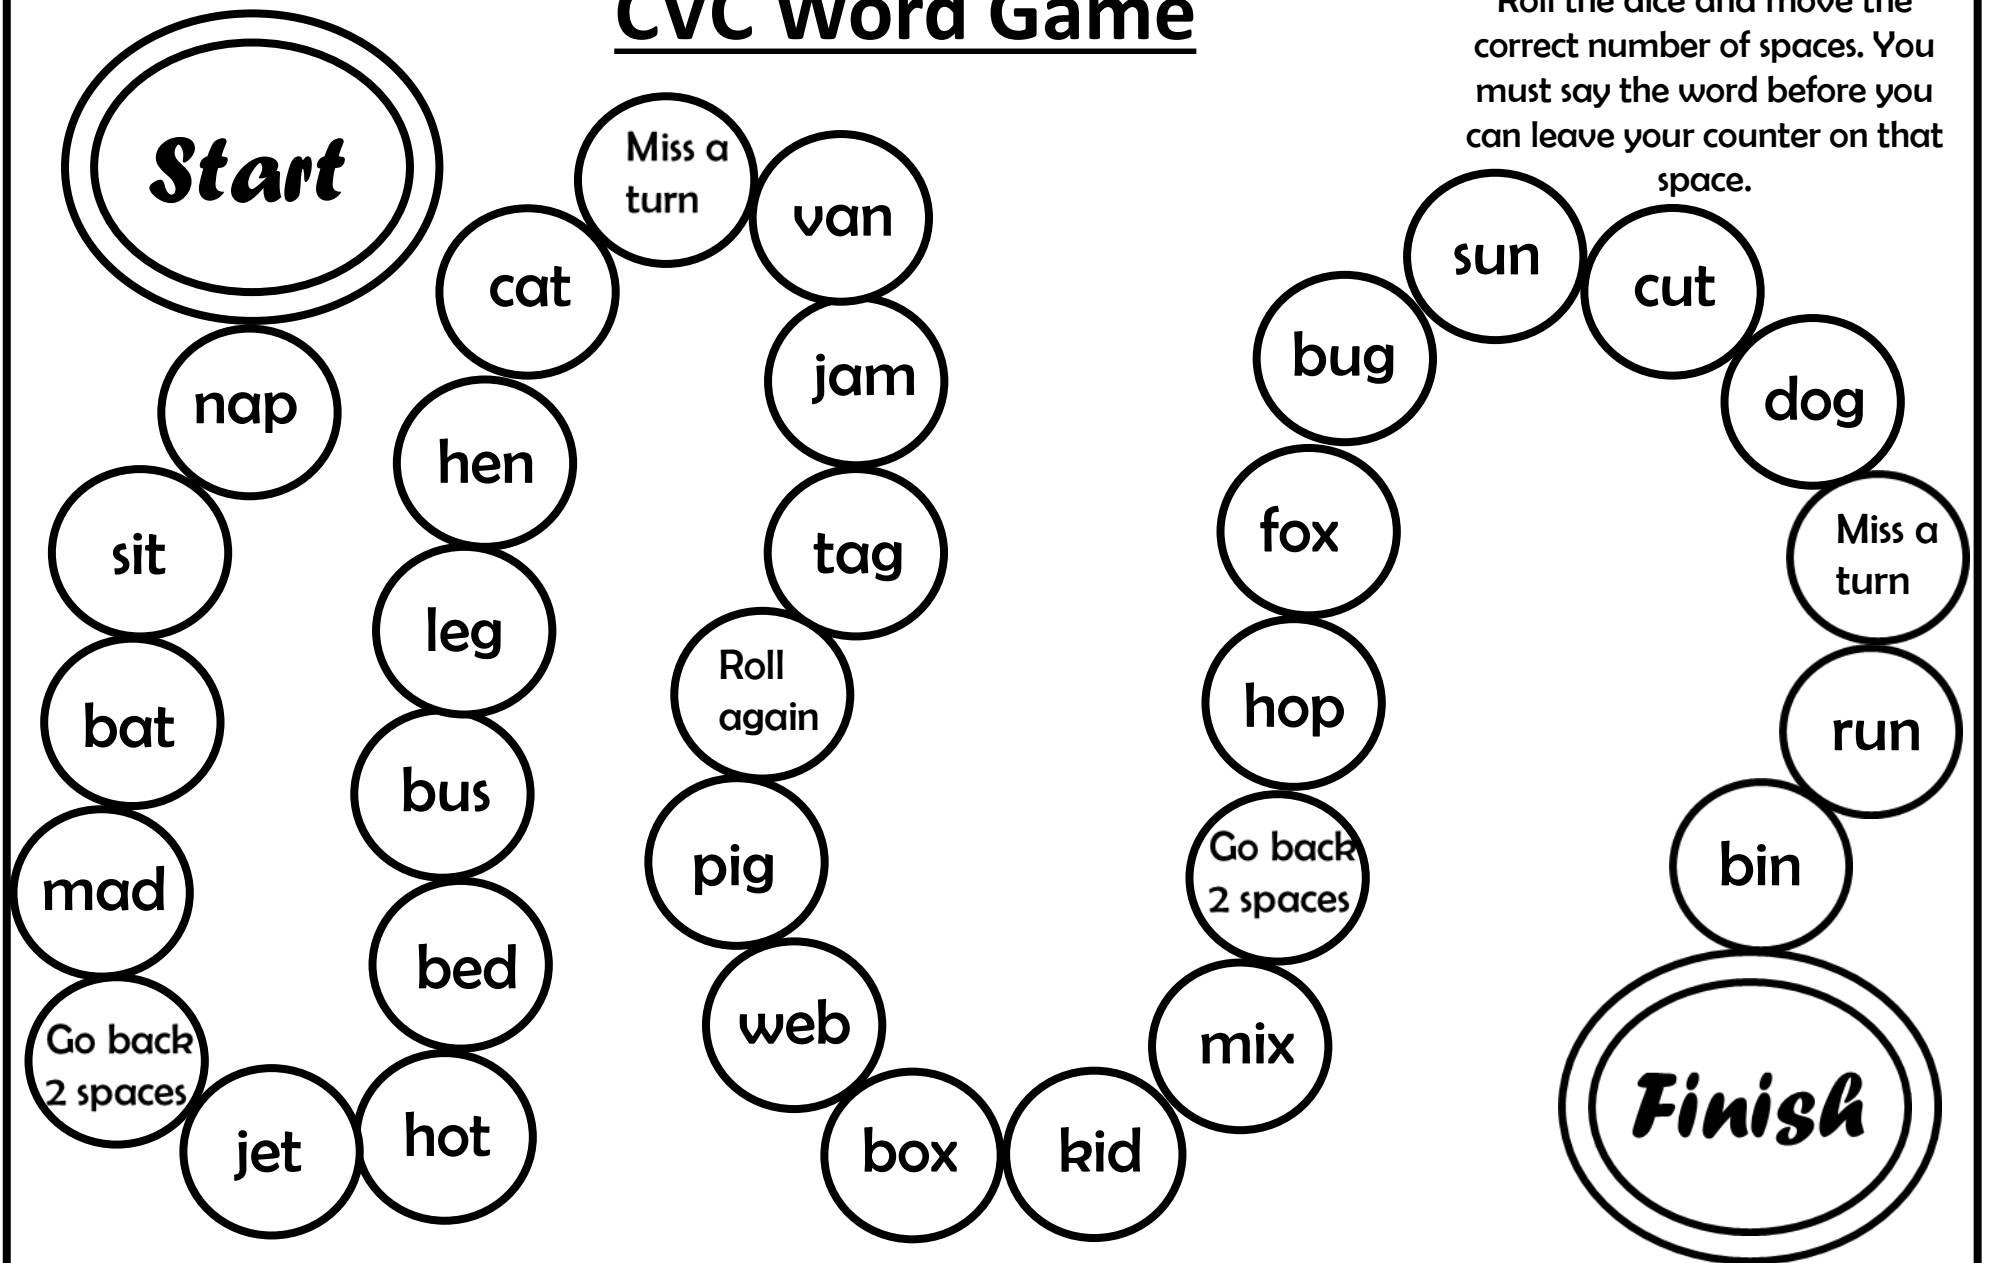 CVC Word Game
Roll the dice and move the
correct number of spaces. You
must say the word before you
can leave your counter on that
space.
Start
nap
sit
bat
mad
Go back
2 spaces
jet
hot
bed
bus
leg
hen
cat
Miss a
turn
van
jam
tag
Roll
again
pig
web
box
kid
mix
Go back
2 spaces
hop
fox
bug
sun
cut
dog
Miss a
turn
run
bin
Finish